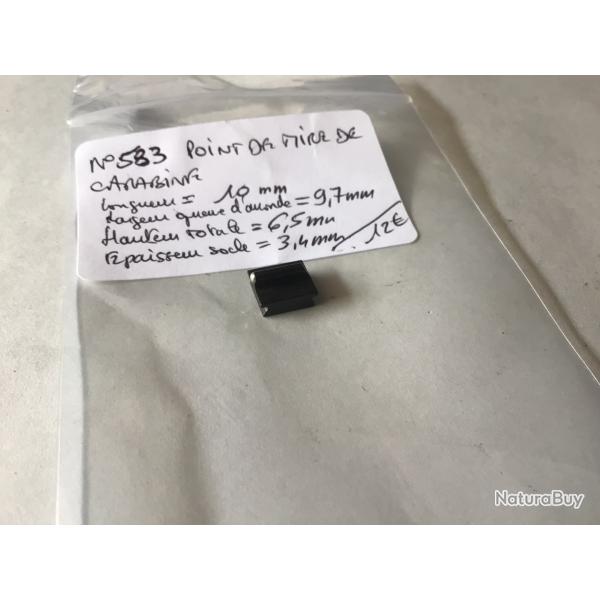 N° 583 POINT DE MIRE DE
CARABINE
longueur = 10 mm
largeur queue d'aronde = 9,7mm
Hauteur totale = 6,5mm
Epaisseur socle = 3,4mm 12€
NaturaBuy